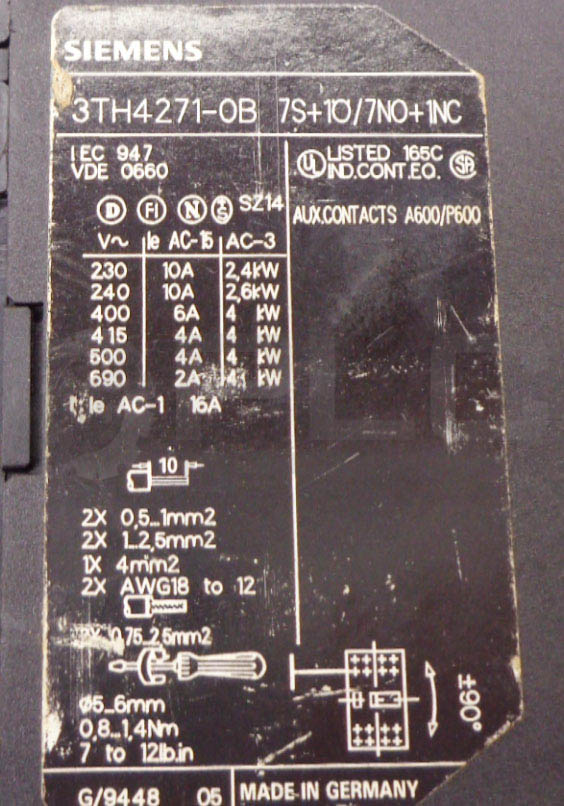 SIEMENS
3TH4271-0B 7S+1Ö/7NO+1NC
IEC 947
VDE 0660
UL LISTED 165C
IND.CONT.EQ. SA
D FI N S SZ14
AUX.CONTACTS A600/P600
V~ Ie AC-15 AC-3
230 10A 2,4kW
240 10A 2,6kW
400 6A 4 kW
415 4A 4 kW
500 4A 4 kW
690 2A 4 kW
Ie AC-1 16A
10
2X 0,5...1mm2
2X 1...2,5mm2
1X 4mm2
2X AWG18 to 12
2X 0,75...2,5mm2
ø5...6mm
0,8...1,4Nm
7 to 12lb.in
±90°
G/9448 05 MADE·IN GERMANY